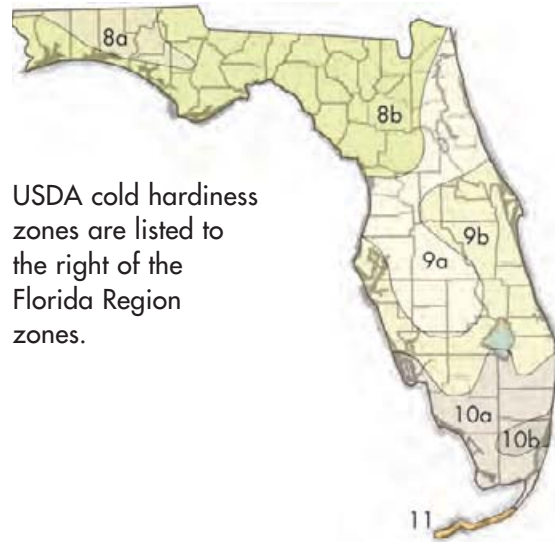 8a
8b
USDA cold hardiness
zones are listed to
the right of the
Florida Region
zones.
9b
9a
10a
10b
11